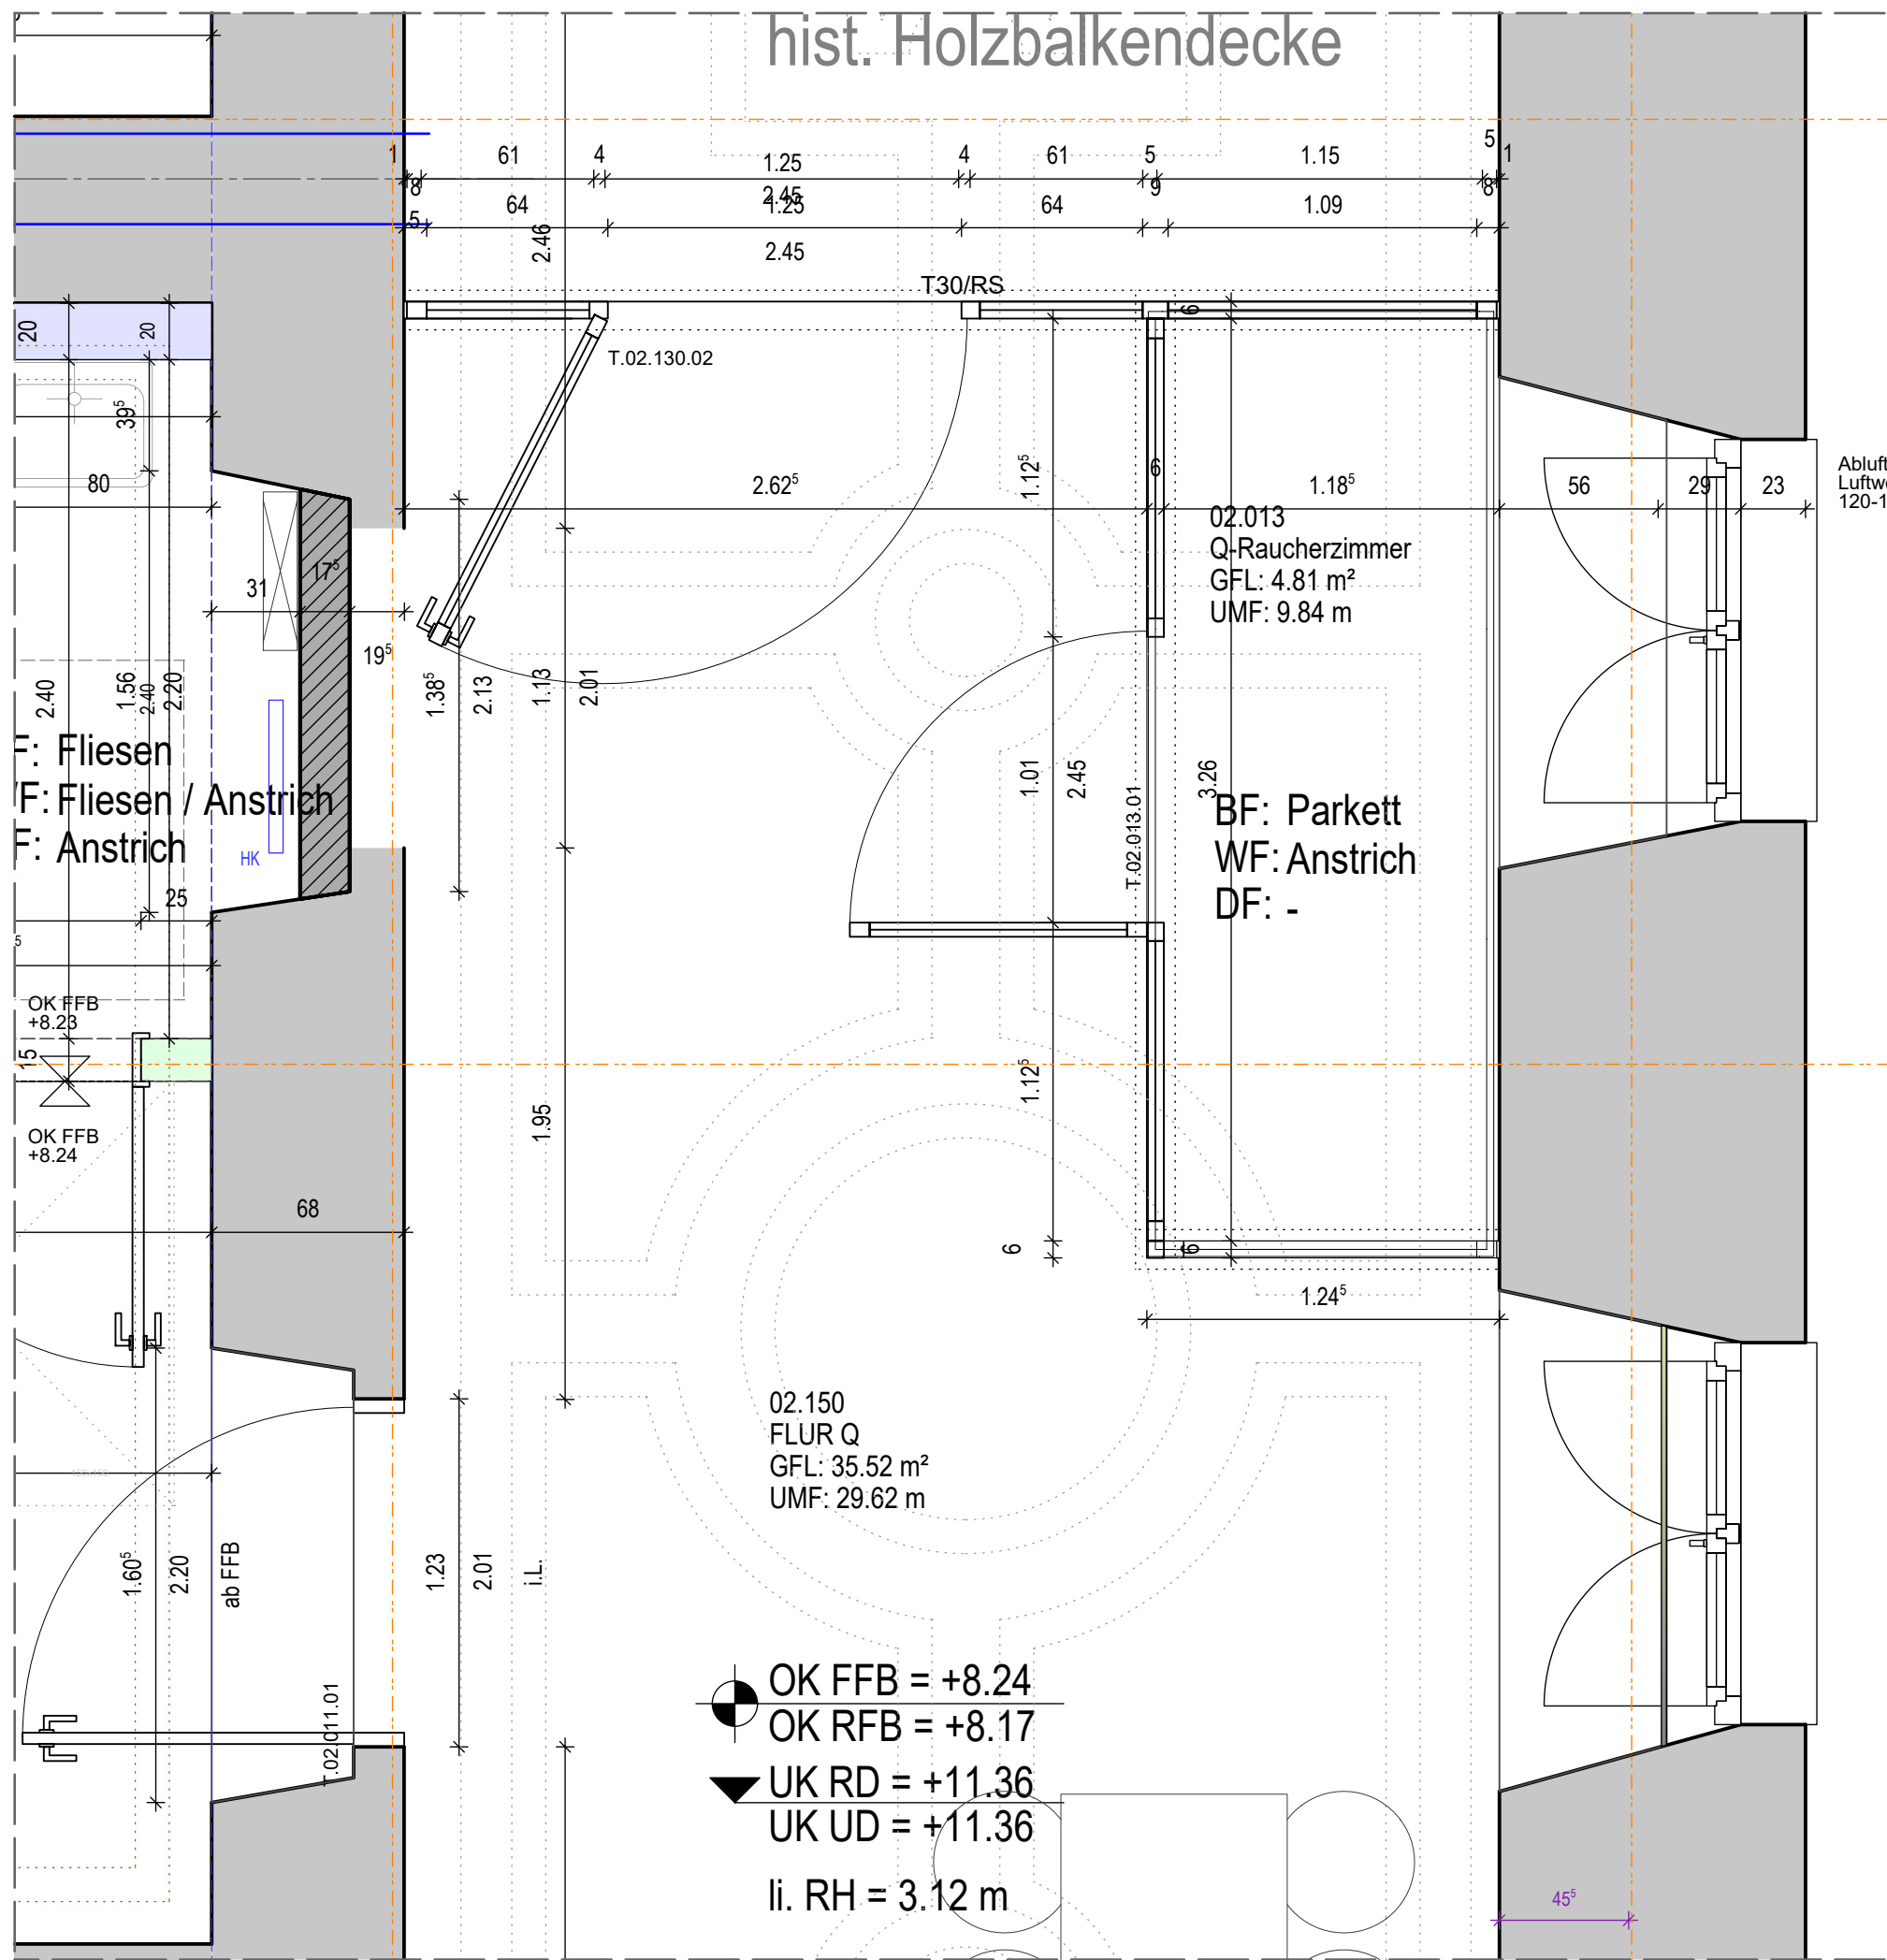 hist. Holzbalkendecke
1 61 4 1.25 4 61 5 1.15 5 1
8 2.45 9 8
5 64 1.25 64 1.09
2.46
2.45
T30/RS
20
20
6
T.02.130.02
39⁵
80
2.62⁵
1.12⁵
6
1.18⁵
56
29
23
Abluft
02.013
Q-Raucherzimmer
GFL: 4.81 m²
UMF: 9.84 m
31
17⁵
19⁵
2.40
1.56
2.40
2.20
1.38⁵
2.13
1.13
2.01
1.01
2.45
T.02.013.01
3.26
F: Fliesen
F: Fliesen / Anstrich
F: Anstrich
HK
BF: Parkett
WF: Anstrich
DF: -
25
5
OK FFB
+8.23
15
OK FFB
+8.24
1.95
1.12⁵
68
6
6
1.24⁵
02.150
FLUR Q
GFL: 35.52 m²
UMF: 29.62 m
1.60⁵
2.20
ab FFB
1.23
2.01
i.L.
T.02.011.01
OK FFB = +8.24
OK RFB = +8.17
UK RD = +11.36
UK UD = +11.36
li. RH = 3.12 m
45⁵